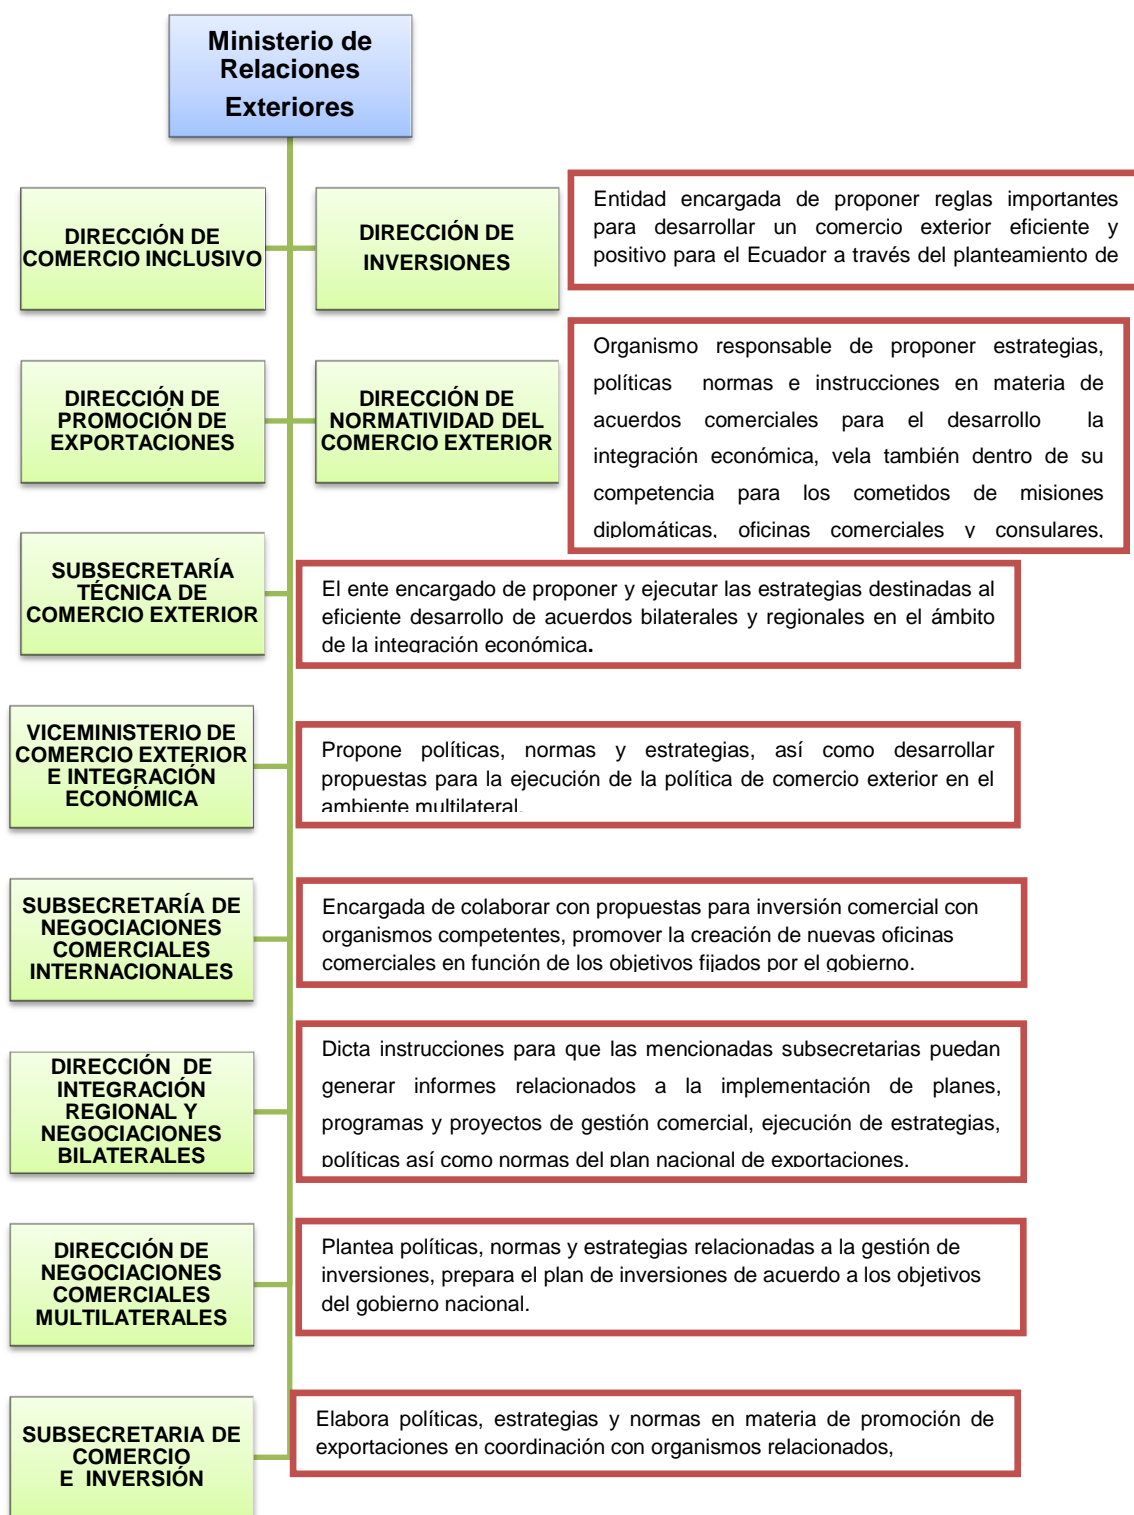 Ministerio de
Relaciones
Exteriores
DIRECCIÓN DE
COMERCIO INCLUSIVO
DIRECCIÓN DE
INVERSIONES
Entidad encargada de proponer reglas importantes
para desarrollar un comercio exterior eficiente y
positivo para el Ecuador a través del planteamiento de
DIRECCIÓN DE
PROMOCIÓN DE
EXPORTACIONES
DIRECCIÓN DE
NORMATIVIDAD DEL
COMERCIO EXTERIOR
Organismo responsable de proponer estrategias,
políticas normas e instrucciones en materia de
acuerdos comerciales para el desarrollo la
integración económica, vela también dentro de su
competencia para los cometidos de misiones
diplomáticas, oficinas comerciales y consulares,
SUBSECRETARÍA
TÉCNICA DE
COMERCIO EXTERIOR
El ente encargado de proponer y ejecutar las estrategias destinadas al
eficiente desarrollo de acuerdos bilaterales y regionales en el ámbito
de la integración económica.
VICEMINISTERIO DE
COMERCIO EXTERIOR
E INTEGRACIÓN
ECONÓMICA
Propone políticas, normas y estrategias, así como desarrollar
propuestas para la ejecución de la política de comercio exterior en el
ambiente multilateral.
SUBSECRETARÍA DE
NEGOCIACIONES
COMERCIALES
INTERNACIONALES
Encargada de colaborar con propuestas para inversión comercial con
organismos competentes, promover la creación de nuevas oficinas
comerciales en función de los objetivos fijados por el gobierno.
DIRECCIÓN DE
INTEGRACIÓN
REGIONAL Y
NEGOCIACIONES
BILATERALES
Dicta instrucciones para que las mencionadas subsecretarias puedan
generar informes relacionados a la implementación de planes,
programas y proyectos de gestión comercial, ejecución de estrategias,
políticas así como normas del plan nacional de exportaciones.
DIRECCIÓN DE
NEGOCIACIONES
COMERCIALES
MULTILATERALES
Plantea políticas, normas y estrategias relacionadas a la gestión de
inversiones, prepara el plan de inversiones de acuerdo a los objetivos
del gobierno nacional.
SUBSECRETARIA DE
COMERCIO
E INVERSIÓN
Elabora políticas, estrategias y normas en materia de promoción de
exportaciones en coordinación con organismos relacionados,